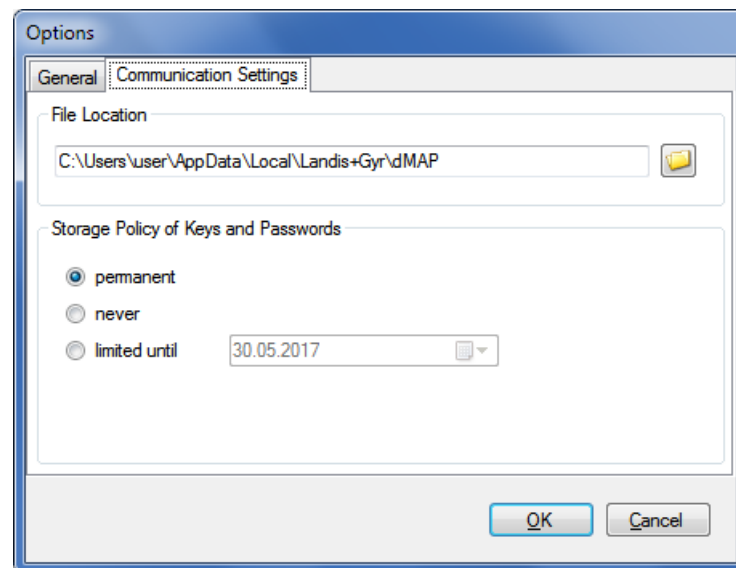 Options
General Communication Settings
File Location
C:\Users\user\AppData\Local\Landis+Gyr\dMAP
Storage Policy of Keys and Passwords
permanent
never
limited until 30.05.2017
OK Cancel